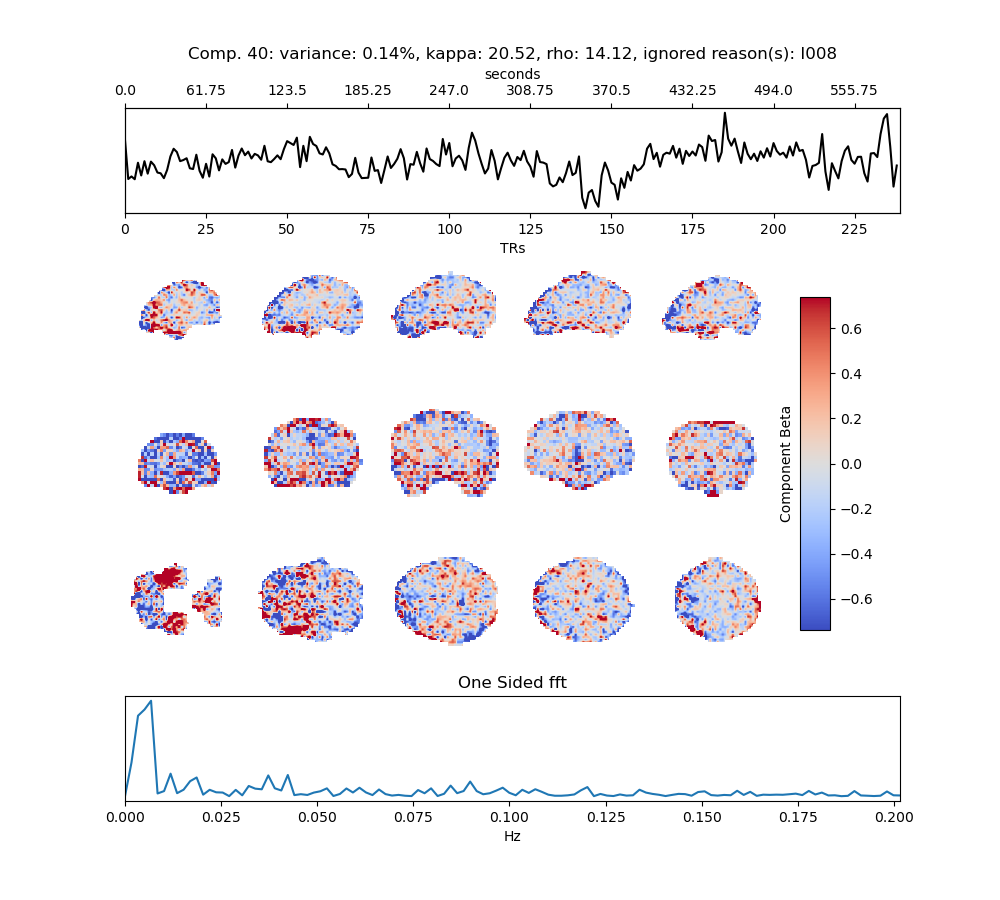 Comp. 40: variance: 0.14%, kappa: 20.52, rho: 14.12, ignored reason(s): I008
seconds
0.0 61.75 123.5 185.25 247.0 308.75 370.5 432.25 494.0 555.75
0 25 50 75 100 125 150 175 200 225
TRs
0.6
0.4
0.2
0.0
−0.2
−0.4
−0.6
Component Beta
One Sided fft
0.000 0.025 0.050 0.075 0.100 0.125 0.150 0.175 0.200
Hz